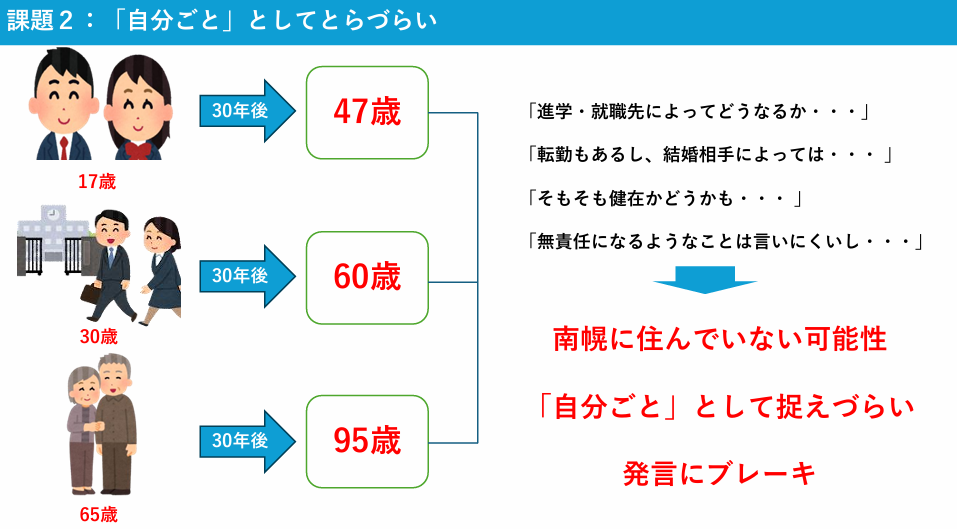 課題２：「自分ごと」としてとらづらい
17歳
30年後
47歳
30歳
30年後
60歳
65歳
30年後
95歳
「進学・就職先によってどうなるか・・・」
「転勤もあるし、結婚相手によっては・・・ 」
「そもそも健在かどうかも・・・ 」
「無責任になるようなことは言いにくいし・・・」
南幌に住んでいない可能性
「自分ごと」として捉えづらい
発言にブレーキ